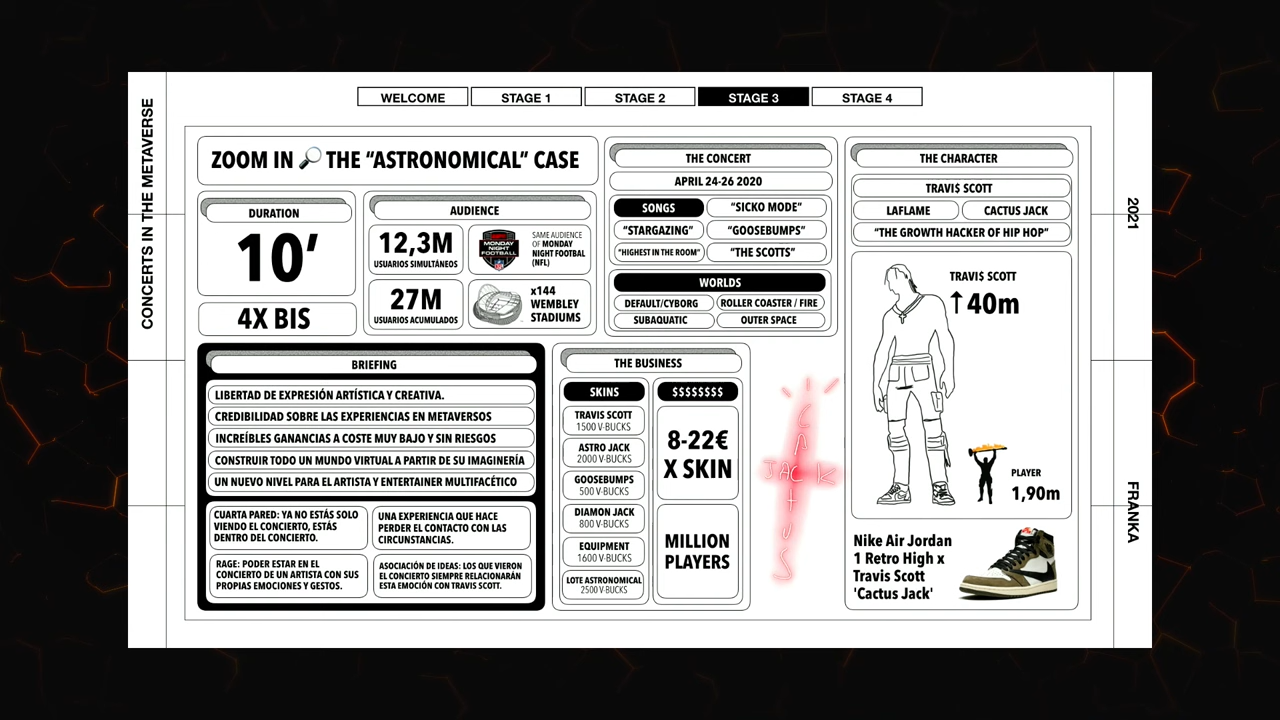 WELCOME
STAGE 1
STAGE 2
STAGE 3
STAGE 4
CONCERTS IN THE METAVERSE
2021
FRANKA
ZOOM IN THE “ASTRONOMICAL” CASE
DURATION
10’
4X BIS
AUDIENCE
12,3M
USUARIOS SIMULTÁNEOS
MONDAY
NIGHT
FOOTBALL
SAME AUDIENCE
OF MONDAY
NIGHT FOOTBAL
(NFL)
27M
USUARIOS ACUMULADOS
x144
WEMBLEY
STADIUMS
THE CONCERT
APRIL 24-26 2020
SONGS
“SICKO MODE”
“STARGAZING”
“GOOSEBUMPS”
“HIGHEST IN THE ROOM”
“THE SCOTTS”
WORLDS
DEFAULT/CYBORG
ROLLER COASTER / FIRE
SUBAQUATIC
OUTER SPACE
THE CHARACTER
TRAVI$ SCOTT
LAFLAME
CACTUS JACK
“THE GROWTH HACKER OF HIP HOP”
TRAVIS SCOTT
↑40m
PLAYER
1,90m
Nike Air Jordan
1 Retro High x
Travis Scott
'Cactus Jack'
BRIEFING
LIBERTAD DE EXPRESIÓN ARTÍSTICA Y CREATIVA.
CREDIBILIDAD SOBRE LAS EXPERIENCIAS EN METAVERSOS
INCREÍBLES GANANCIAS A COSTE MUY BAJO Y SIN RIESGOS
CONSTRUIR TODO UN MUNDO VIRTUAL A PARTIR DE SU IMAGINERÍA
UN NUEVO NIVEL PARA EL ARTISTA Y ENTERTAINER MULTIFACÉTICO
CUARTA PARED: YA NO ESTÁS SOLO
VIENDO EL CONCIERTO, ESTÁS
DENTRO DEL CONCIERTO.
UNA EXPERIENCIA QUE HACE
PERDER EL CONTACTO CON LAS
CIRCUNSTANCIAS.
RAGE: PODER ESTAR EN EL
CONCIERTO DE UN ARTISTA CON SUS
PROPIAS EMOCIONES Y GESTOS.
ASOCIACIÓN DE IDEAS: LOS QUE VIERON
EL CONCIERTO SIEMPRE RELACIONARÁN
ESTA EMOCIÓN CON TRAVIS SCOTT.
THE BUSINESS
SKINS
TRAVIS SCOTT
1500 V-BUCKS
ASTRO JACK
2000 V-BUCKS
GOOSEBUMPS
500 V-BUCKS
DIAMON JACK
800 V-BUCKS
EQUIPMENT
1600 V-BUCKS
LOTE ASTRONOMICAL
2500 V-BUCKS
$$$$$$$$
8-22€
X SKIN
MILLION
PLAYERS
CACTUS
JACK